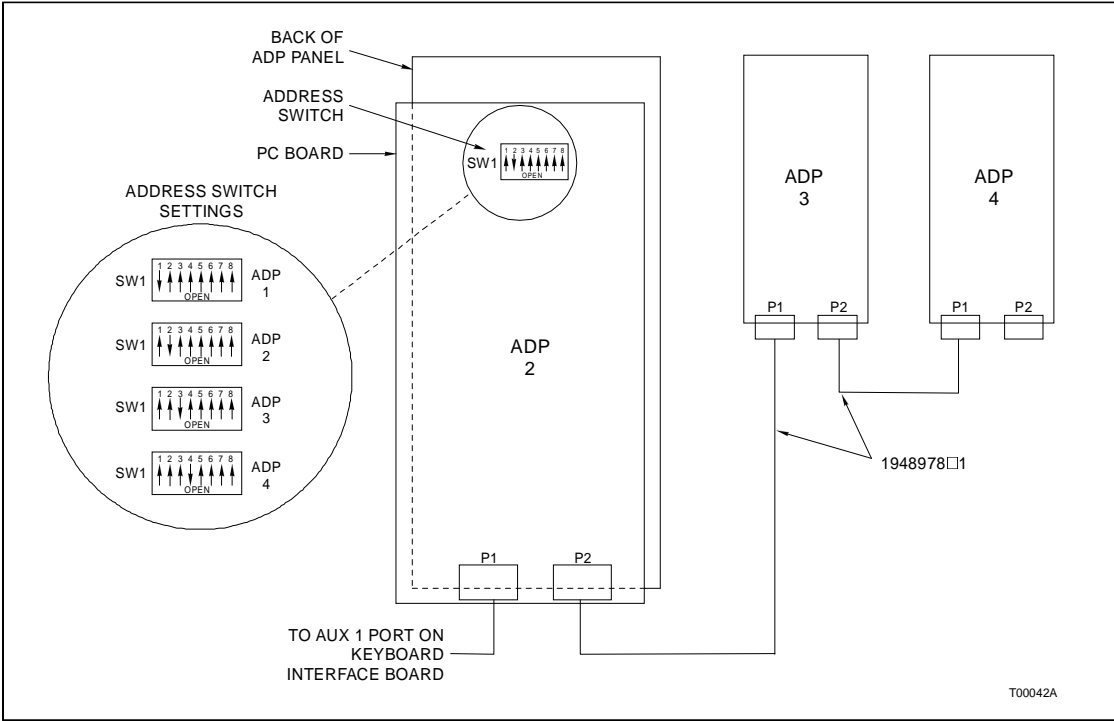 BACK OF
ADP PANEL
ADDRESS
SWITCH
PC BOARD
SW1
1 2 3 4 5 6 7 8
OPEN
ADDRESS SWITCH
SETTINGS
SW1
1 2 3 4 5 6 7 8
OPEN
ADP
1
SW1
1 2 3 4 5 6 7 8
OPEN
ADP
2
SW1
1 2 3 4 5 6 7 8
OPEN
ADP
3
SW1
1 2 3 4 5 6 7 8
OPEN
ADP
4
ADP
2
P1
P2
TO AUX 1 PORT ON
KEYBOARD
INTERFACE BOARD
ADP
3
P1
P2
ADP
4
P1
P2
1948978□1
T00042A